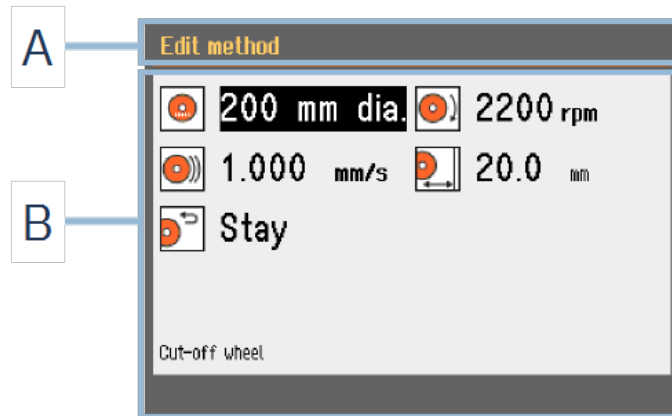 A
Edit method
200 mm dia. 2200 rpm
1.000 mm/s 20.0 mm
B
Stay
Cut-off wheel